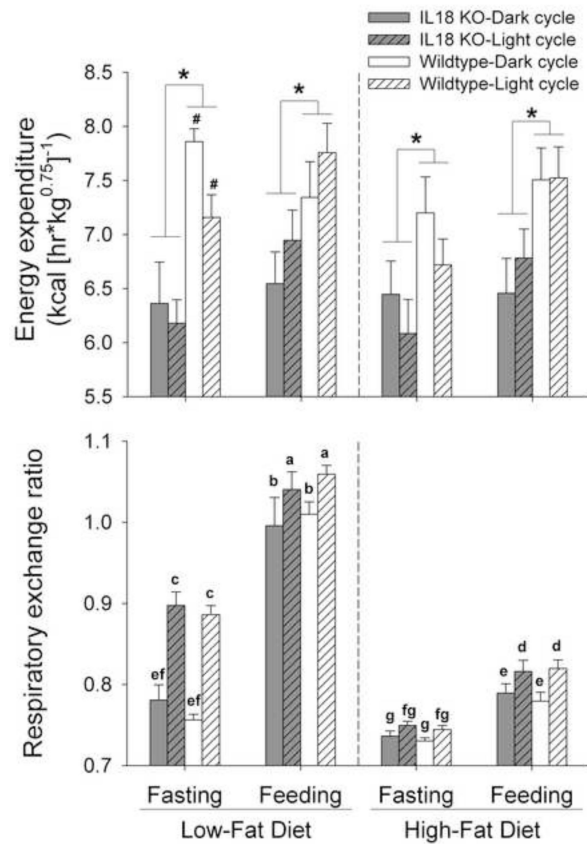 IL18 KO-Dark cycle
IL18 KO-Light cycle
Wildtype-Dark cycle
Wildtype-Light cycle
Energy expenditure
(kcal [hr*kg^0.75]^-1
8.5
8.0
7.5
7.0
6.5
6.0
5.5
* * * *
# #
Respiratory exchange ratio
1.1
1.0
0.9
0.8
0.7
ef c ef c b a b a g fg g fg e d e d
Fasting Feeding Fasting Feeding
Low-Fat Diet High-Fat Diet